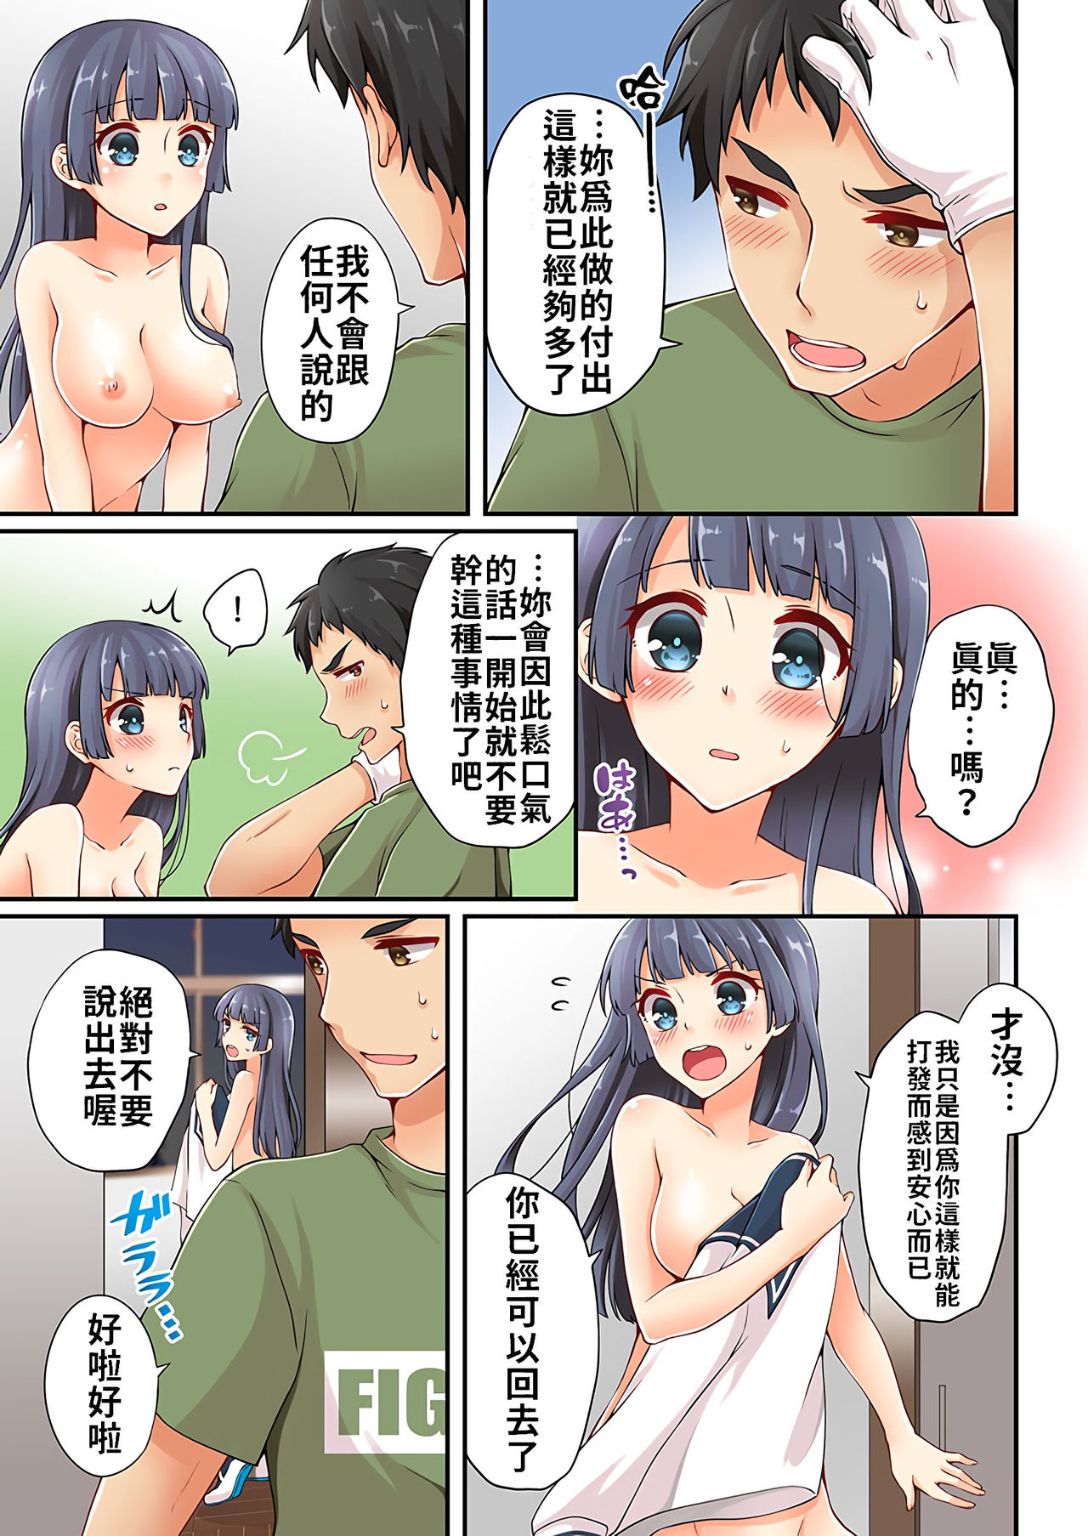 哈――……
…妳爲此做的付出
這樣就已經夠多了
我不會跟
任何人說的
眞…
眞的…嗎？
はぁ…っ
…妳會因此鬆口氣
的話一開始就不要
幹這種事情了吧
！
才沒…
我只是因爲你這樣就能
打發而感到安心而已
你已經可以回去了
絕對不要
說出去喔
ガララ…
好啦好啦
FIG